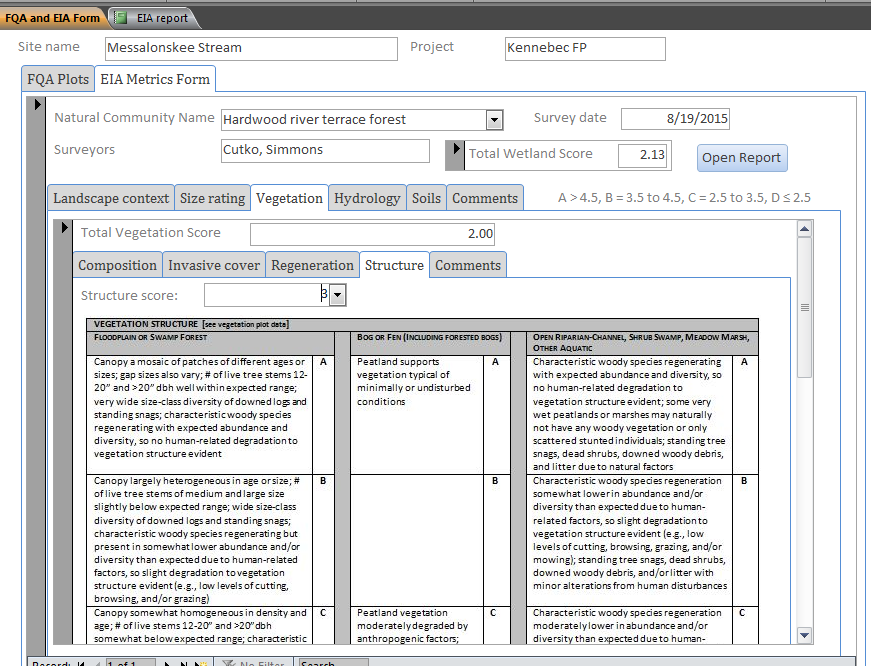 FQA and EIA Form
EIA report
Site name
Messalonskee Stream
Project
Kennebec FP
FQA Plots
EIA Metrics Form
Natural Community Name
Hardwood river terrace forest
Survey date
8/19/2015
Surveyors
Cutko, Simmons
Total Wetland Score
2.13
Open Report
Landscape context
Size rating
Vegetation
Hydrology
Soils
Comments
A > 4.5, B = 3.5 to 4.5, C = 2.5 to 3.5, D ≤ 2.5
Total Vegetation Score
2.00
Composition
Invasive cover
Regeneration
Structure
Comments
Structure score:
3
VEGETATION STRUCTURE [see vegetation plot data]
FLOODPLAIN OR SWAMP FOREST
BOG OR FEN (INCLUDING FORESTED BOGS)
OPEN RIPARIAN-CHANNEL, SHRUB SWAMP, MEADOW MARSH,
OTHER AQUATIC
Canopy a mosaic of patches of different ages or
sizes; gap sizes also vary; # of live tree stems 12-
20" and >20" dbh well within expected range;
very wide size-class diversity of downed logs and
standing snags; characteristic woody species
regenerating with expected abundance and
diversity, so no human-related degradation to
vegetation structure evident
A
Peatland supports
vegetation typical of
minimally or undisturbed
conditions
A
Characteristic woody species regenerating
with expected abundance and diversity, so
no human-related degradation to
vegetation structure evident; some very
wet peatlands or marshes may naturally
not have any woody vegetation or only
scattered stunted individuals; standing tree
snags, dead shrubs, downed woody debris,
and litter due to natural factors
A
Canopy largely heterogeneous in age or size; #
of live tree stems of medium and large size
slightly below expected range; wide size-class
diversity of downed logs and standing snags;
characteristic woody species regenerating but
present in somewhat lower abundance and/or
diversity than expected due to human-related
factors, so slight degradation to vegetation
structure evident (e.g., low levels of cutting,
browsing, and/or grazing)
B
B
Characteristic woody species regeneration
somewhat lower in abundance and/or
diversity than expected due to human-
related factors, so slight degradation to
vegetation structure evident (e.g., low
levels of cutting, browsing, grazing, and/or
mowing); standing tree snags, dead shrubs,
downed woody debris, and/or litter with
minor alterations from human disturbances
B
Canopy somewhat homogeneous in density and
age; # of live stems 12-20" and >20"dbh
somewhat below expected range; characteristic
C
Peatland vegetation
moderately degraded by
anthropogenic factors;
C
Characteristic woody species regeneration
moderately lower in abundance and/or
diversity than expected due to human-
C
Record:
1 of 1
No Filter
Search